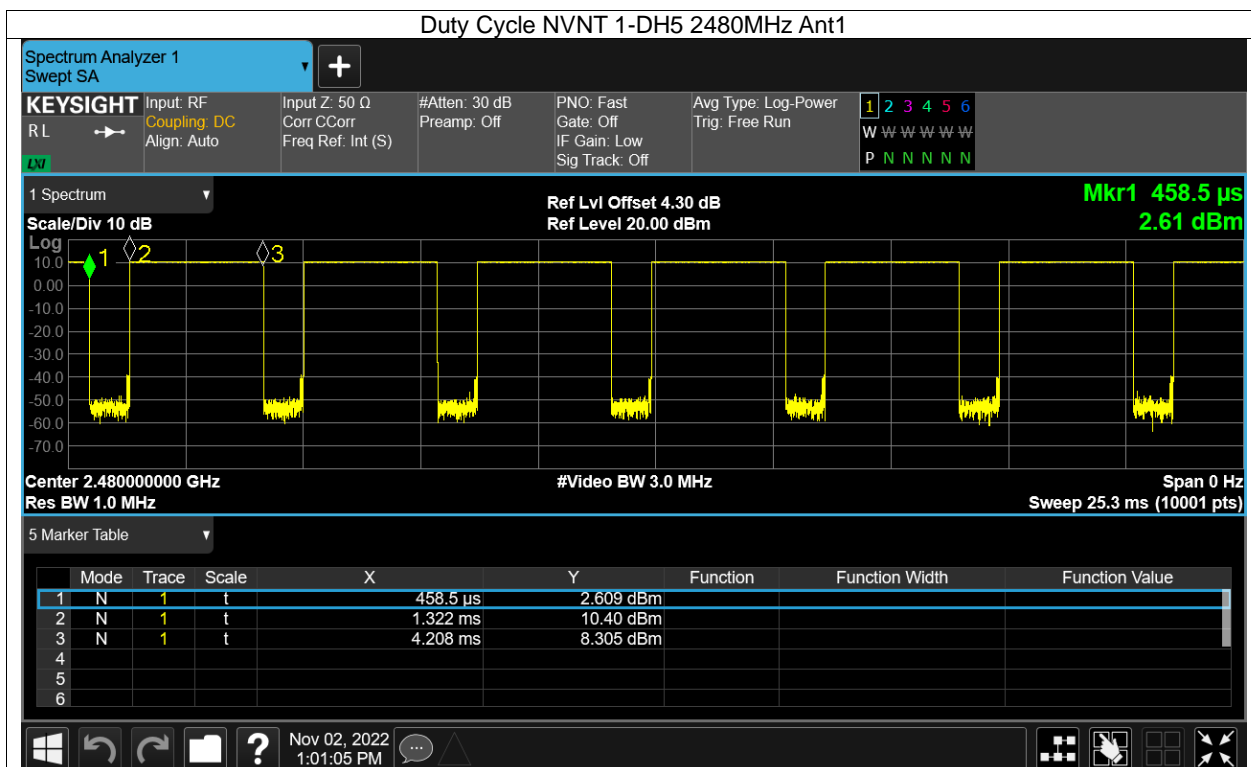 Duty Cycle NVNT 1-DH5 2480MHz Ant1
Spectrum Analyzer 1
Swept SA
+
KEYSIGHT
RL
LXI
Input: RF
Coupling: DC
Align: Auto
Input Z: 50 Ω
Corr CCorr
Freq Ref: Int (S)
#Atten: 30 dB
Preamp: Off
PNO: Fast
Gate: Off
IF Gain: Low
Sig Track: Off
Avg Type: Log-Power
Trig: Free Run
1 2 3 4 5 6
W W W W W W
P N N N N N
1 Spectrum
Scale/Div 10 dB
Ref Lvl Offset 4.30 dB
Ref Level 20.00 dBm
Mkr1 458.5 µs
2.61 dBm
Log
1 2 3
10.0
0.00
-10.0
-20.0
-30.0
-40.0
-50.0
-60.0
-70.0
Center 2.480000000 GHz #Video BW 3.0 MHz Span 0 Hz
Res BW 1.0 MHz Sweep 25.3 ms (10001 pts)
5 Marker Table
Mode Trace Scale X Y Function Function Width Function Value
1 N 1 t 458.5 µs 2.609 dBm
2 N 1 t 1.322 ms 10.40 dBm
3 N 1 t 4.208 ms 8.305 dBm
4
5
6
?
Nov 02, 2022
1:01:05 PM